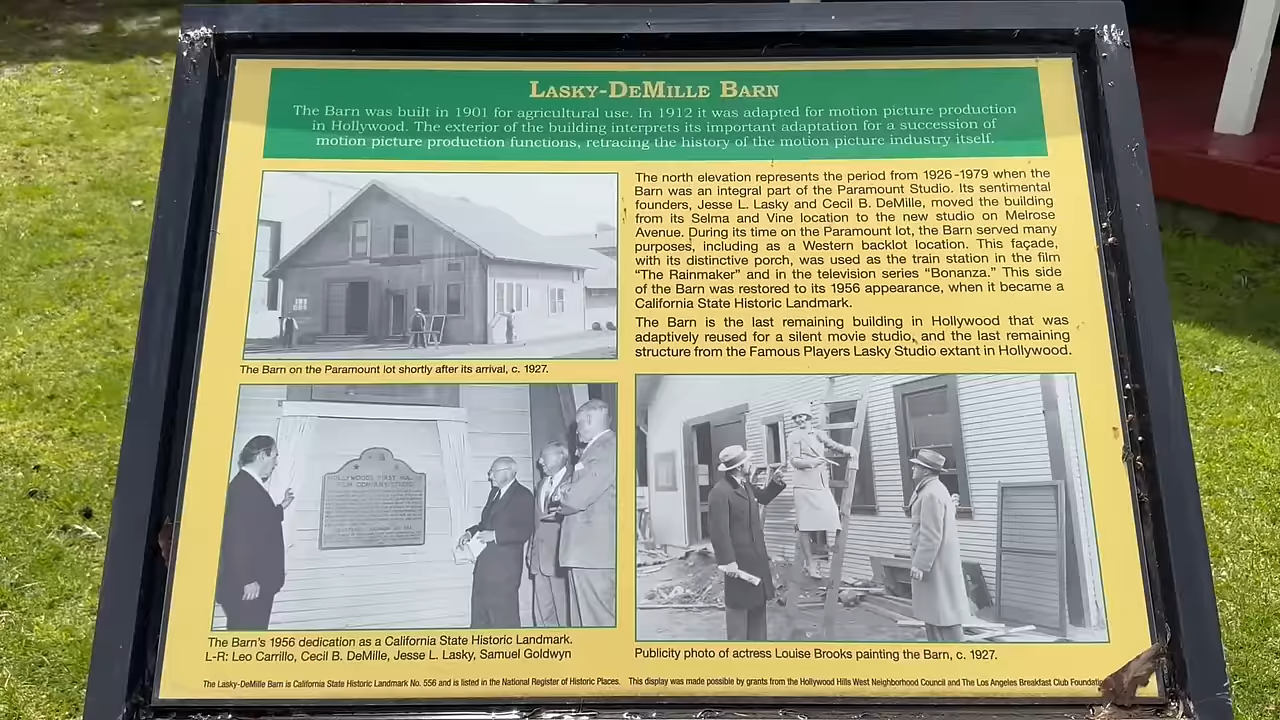 LASKY-DEMILLE BARN
The Barn was built in 1901 for agricultural use. In 1912 it was adapted for motion picture production
in Hollywood. The exterior of the building interprets its important adaptation for a succession of
motion picture production functions, retracing the history of the motion picture industry itself.
The north elevation represents the period from 1926-1979 when the
Barn was an integral part of the Paramount Studio. Its sentimental
founders, Jesse L. Lasky and Cecil B. DeMille, moved the building
from its Selma and Vine location to the new studio on Melrose
Avenue. During its time on the Paramount lot, the Barn served many
purposes, including as a Western backlot location. This façade,
with its distinctive porch, was used as the train station in the film
“The Rainmaker” and in the television series “Bonanza.” This side
of the Barn was restored to its 1956 appearance, when it became a
California State Historic Landmark.
The Barn is the last remaining building in Hollywood that was
adaptively reused for a silent movie studio, and the last remaining
structure from the Famous Players Lasky Studio extant in Hollywood.
The Barn on the Paramount lot shortly after its arrival, c. 1927.
HOLLYWOOD'S FIRST MAJOR
FILM COMPANY STUDIO
The Barn's 1956 dedication as a California State Historic Landmark.
L-R: Leo Carrillo, Cecil B. DeMille, Jesse L. Lasky, Samuel Goldwyn
Publicity photo of actress Louise Brooks painting the Barn, c. 1927.
The Lasky-DeMille Barn is California State Historic Landmark No. 556 and is listed in the National Register of Historic Places. This display was made possible by grants from the Hollywood Hills West Neighborhood Council and The Los Angeles Breakfast Club Foundation